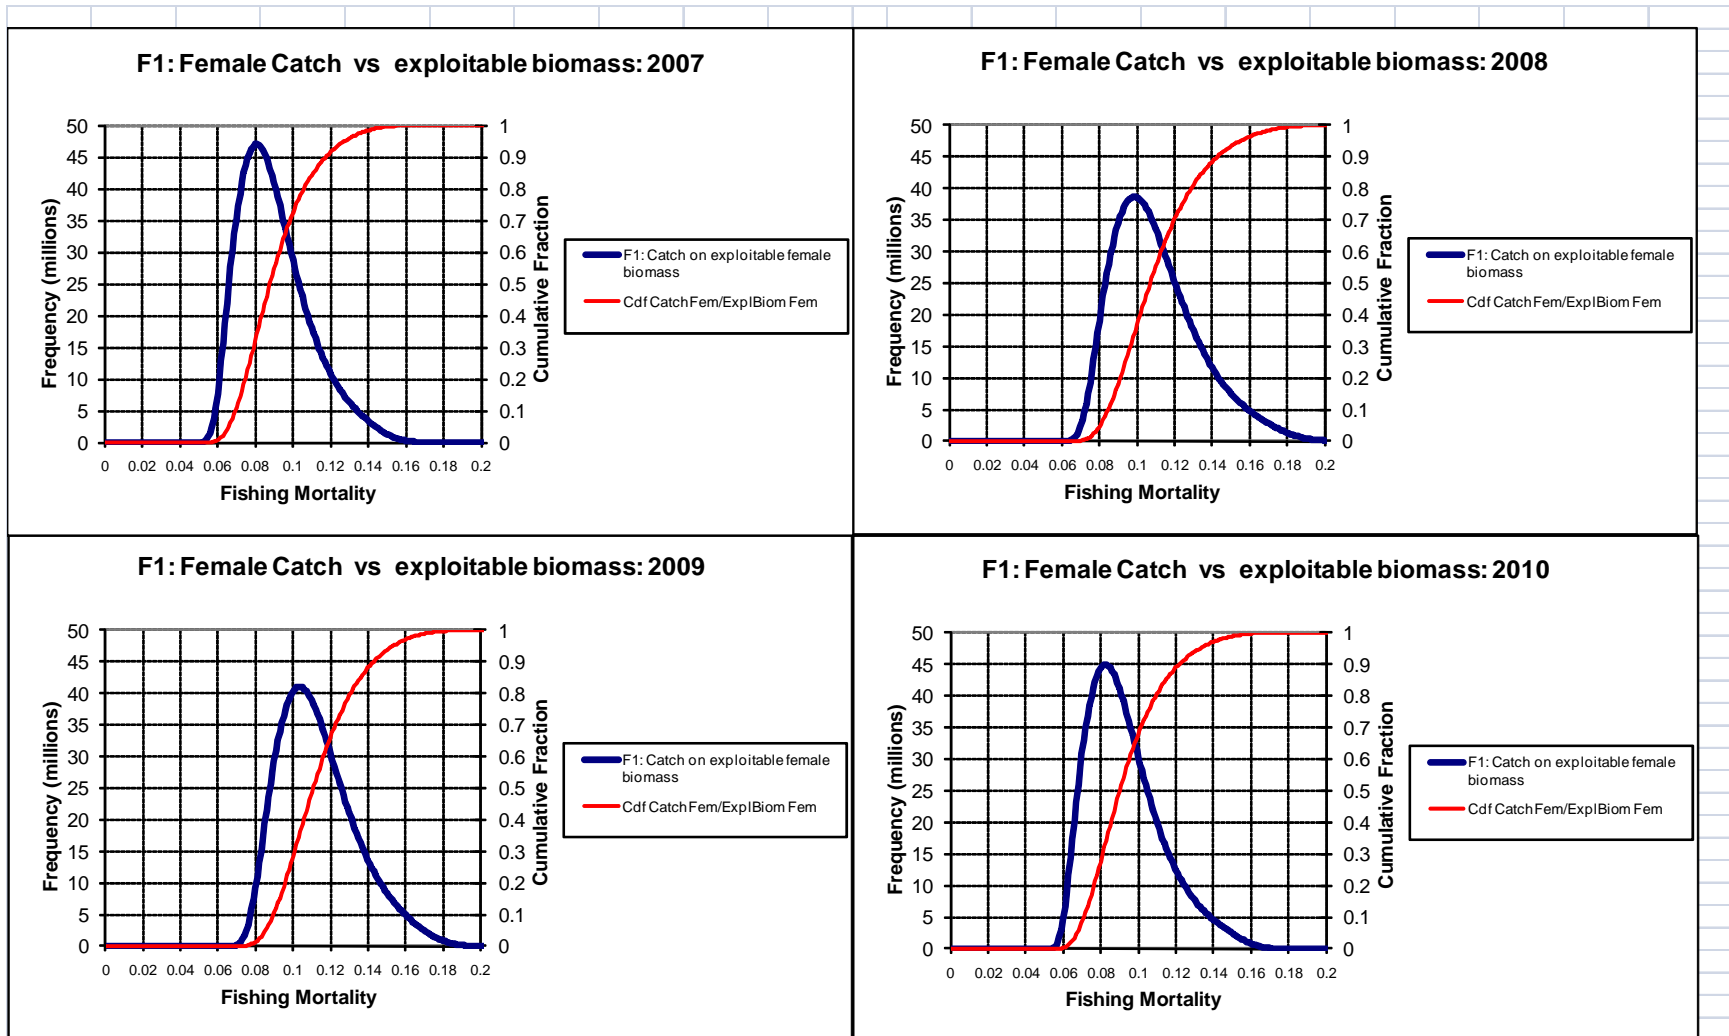 F1: Female Catch vs exploitable biomass: 2007
50
45
40
35
30
25
20
15
10
5
0
Frequency (millions)
1
0.9
0.8
0.7
0.6
0.5
0.4
0.3
0.2
0.1
0
Cumulative Fraction
0 0.02 0.04 0.06 0.08 0.1 0.12 0.14 0.16 0.18 0.2
Fishing Mortality
F1: Catch on exploitable female
biomass
Cdf CatchFem/ExplBiom Fem
F1: Female Catch vs exploitable biomass: 2008
50
45
40
35
30
25
20
15
10
5
0
Frequency (millions)
1
0.9
0.8
0.7
0.6
0.5
0.4
0.3
0.2
0.1
0
Cumulative Fraction
0 0.02 0.04 0.06 0.08 0.1 0.12 0.14 0.16 0.18 0.2
Fishing Mortality
F1: Catch on exploitable female
biomass
Cdf CatchFem/ExplBiom Fem
F1: Female Catch vs exploitable biomass: 2009
50
45
40
35
30
25
20
15
10
5
0
Frequency (millions)
1
0.9
0.8
0.7
0.6
0.5
0.4
0.3
0.2
0.1
0
Cumulative Fraction
0 0.02 0.04 0.06 0.08 0.1 0.12 0.14 0.16 0.18 0.2
Fishing Mortality
F1: Catch on exploitable female
biomass
Cdf CatchFem/ExplBiom Fem
F1: Female Catch vs exploitable biomass: 2010
50
45
40
35
30
25
20
15
10
5
0
Frequency (millions)
1
0.9
0.8
0.7
0.6
0.5
0.4
0.3
0.2
0.1
0
Cumulative Fraction
0 0.02 0.04 0.06 0.08 0.1 0.12 0.14 0.16 0.18 0.2
Fishing Mortality
F1: Catch on exploitable female
biomass
Cdf CatchFem/ExplBiom Fem